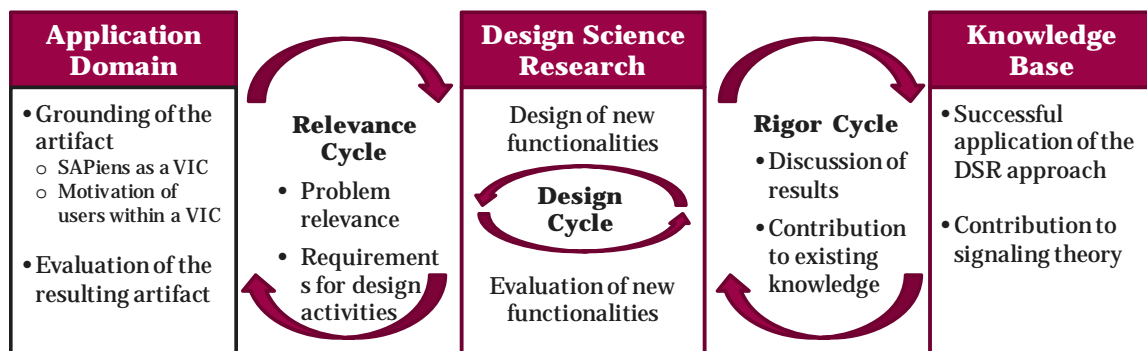 Application
Domain
• Grounding of the
artifact
o SAPiens as a VIC
o Motivation of
users within a VIC
• Evaluation of the
resulting artifact
Relevance
Cycle
• Problem
relevance
• Requirement
s for design
activities
Design Science
Research
Design of new
functionalities
Design
Cycle
Evaluation of new
functionalities
Rigor Cycle
• Discussion of
results
• Contribution
to existing
knowledge
Knowledge
Base
• Successful
application of the
DSR approach
• Contribution to
signaling theory